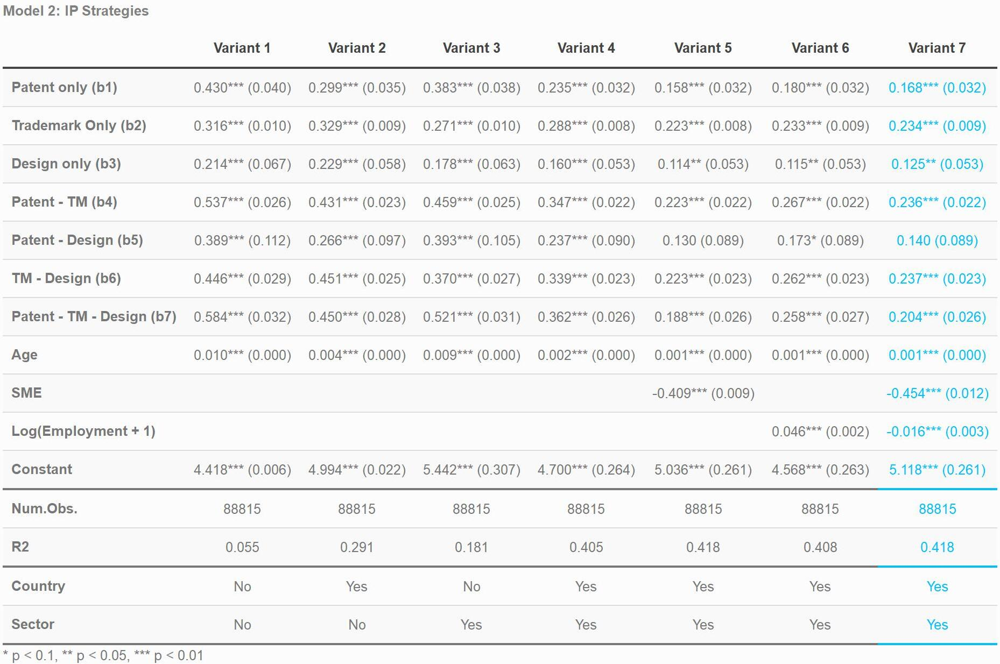 Model 2: IP Strategies
Variant 1 Variant 2 Variant 3 Variant 4 Variant 5 Variant 6 Variant 7
Patent only (b1) 0.430*** (0.040) 0.299*** (0.035) 0.383*** (0.038) 0.235*** (0.032) 0.158*** (0.032) 0.180*** (0.032) 0.168*** (0.032)
Trademark Only (b2) 0.316*** (0.010) 0.329*** (0.009) 0.271*** (0.010) 0.288*** (0.008) 0.223*** (0.008) 0.233*** (0.009) 0.234*** (0.009)
Design only (b3) 0.214*** (0.067) 0.229*** (0.058) 0.178*** (0.063) 0.160*** (0.053) 0.114** (0.053) 0.115** (0.053) 0.125** (0.053)
Patent - TM (b4) 0.537*** (0.026) 0.431*** (0.023) 0.459*** (0.025) 0.347*** (0.022) 0.223*** (0.022) 0.267*** (0.022) 0.236*** (0.022)
Patent - Design (b5) 0.389*** (0.112) 0.266*** (0.097) 0.393*** (0.105) 0.237*** (0.090) 0.130 (0.089) 0.173* (0.089) 0.140 (0.089)
TM - Design (b6) 0.446*** (0.029) 0.451*** (0.025) 0.370*** (0.027) 0.339*** (0.023) 0.223*** (0.023) 0.262*** (0.023) 0.237*** (0.023)
Patent - TM - Design (b7) 0.584*** (0.032) 0.450*** (0.028) 0.521*** (0.031) 0.362*** (0.026) 0.188*** (0.026) 0.258*** (0.027) 0.204*** (0.026)
Age 0.010*** (0.000) 0.004*** (0.000) 0.009*** (0.000) 0.002*** (0.000) 0.001*** (0.000) 0.001*** (0.000) 0.001*** (0.000)
SME -0.409*** (0.009) -0.454*** (0.012)
Log(Employment + 1) 0.046*** (0.002) -0.016*** (0.003)
Constant 4.418*** (0.006) 4.994*** (0.022) 5.442*** (0.307) 4.700*** (0.264) 5.036*** (0.261) 4.568*** (0.263) 5.118*** (0.261)
Num.Obs. 88815 88815 88815 88815 88815 88815 88815
R2 0.055 0.291 0.181 0.405 0.418 0.408 0.418
Country No Yes No Yes Yes Yes Yes
Sector No No Yes Yes Yes Yes Yes
* p < 0.1, ** p < 0.05, *** p < 0.01